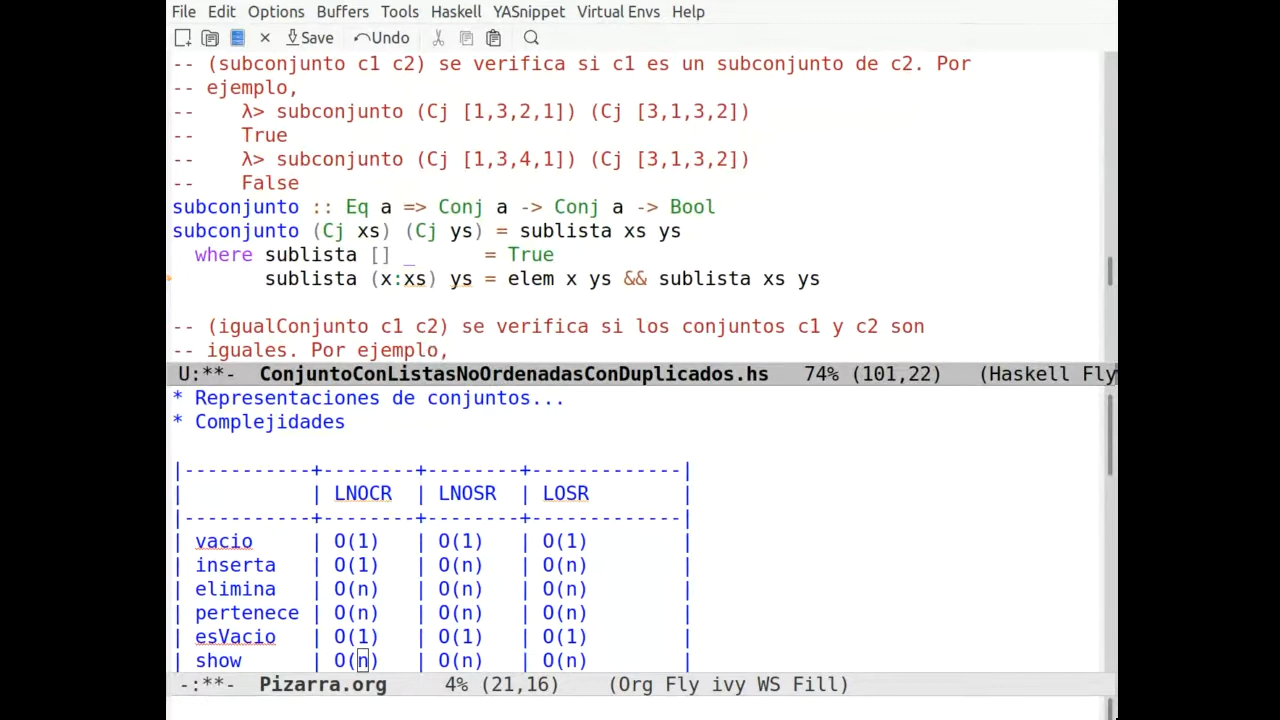 File Edit Options Buffers Tools Haskell YASnippet Virtual Envs Help
Save Undo
-- (subconjunto c1 c2) se verifica si c1 es un subconjunto de c2. Por
-- ejemplo,
--    λ> subconjunto (Cj [1,3,2,1]) (Cj [3,1,3,2])
--    True
--    λ> subconjunto (Cj [1,3,4,1]) (Cj [3,1,3,2])
--    False
subconjunto :: Eq a => Conj a -> Conj a -> Bool
subconjunto (Cj xs) (Cj ys) = sublista xs ys
  where sublista [] _      = True
        sublista (x:xs) ys = elem x ys && sublista xs ys
-- (igualConjunto c1 c2) se verifica si los conjuntos c1 y c2 son
-- iguales. Por ejemplo,
U:**-  ConjuntoConListasNoOrdenadasConDuplicados.hs   74% (101,22)   (Haskell Fly
* Representaciones de conjuntos...
* Complejidades
|-----------+--------+--------+-------------|
|           | LNOCR  | LNOSR  | LOSR        |
|-----------+--------+--------+-------------|
| vacio     | O(1)   | O(1)   | O(1)        |
| inserta   | O(1)   | O(n)   | O(n)        |
| elimina   | O(n)   | O(n)   | O(n)        |
| pertenece | O(n)   | O(n)   | O(n)        |
| esVacio   | O(1)   | O(1)   | O(1)        |
| show      | O(n)   | O(n)   | O(n)        |
-:**-  Pizarra.org     4% (21,16)    (Org Fly ivy WS Fill)